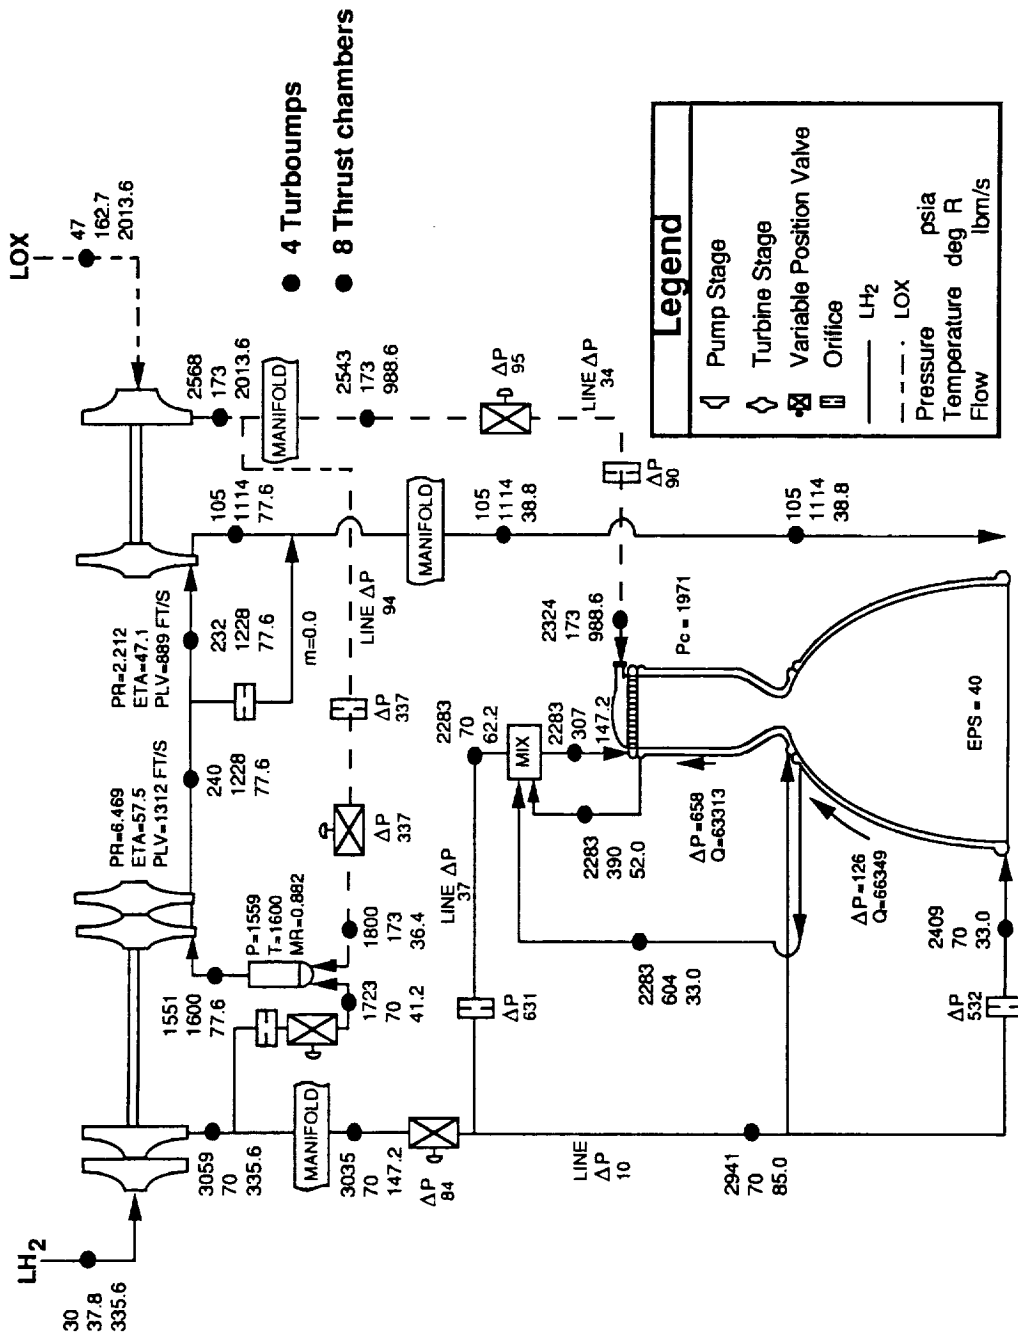 LH2
30
37.8
335.6
3059
70
335.6
MANIFOLD
3035
70
147.2
ΔP
84
1551
1600
77.6
P=1559
T=1600
MR=0.882
1723
70
41.2
1800
173
36.4
PR=6.469
ETA=57.5
PLV=1312 FT/S
240
1228
77.6
PR=2.212
ETA=47.1
PLV=889 FT/S
232
1228
77.6
m=0.0
LINE ΔP
94
ΔP
337
ΔP
337
LOX
47
162.7
2013.6
2568
173
2013.6
MANIFOLD
2543
173
988.6
ΔP
95
LINE ΔP
34
ΔP
90
105
1114
77.6
MANIFOLD
105
1114
38.8
105
1114
38.8
2324
173
988.6
Pc = 1971
LINE ΔP
37
2283
70
62.2
MIX
2283
307
147.2
2283
390
52.0
ΔP=658
Q=63313
ΔP
631
2283
604
33.0
LINE
ΔP
10
2941
70
85.0
ΔP=126
Q=66349
EPS = 40
2409
70
33.0
ΔP
532
● 4 Turboumps
● 8 Thrust chambers
Legend
Pump Stage
Turbine Stage
Variable Position Valve
Orifice
LH2
LOX
Pressure psia
Temperature deg R
Flow lbm/s